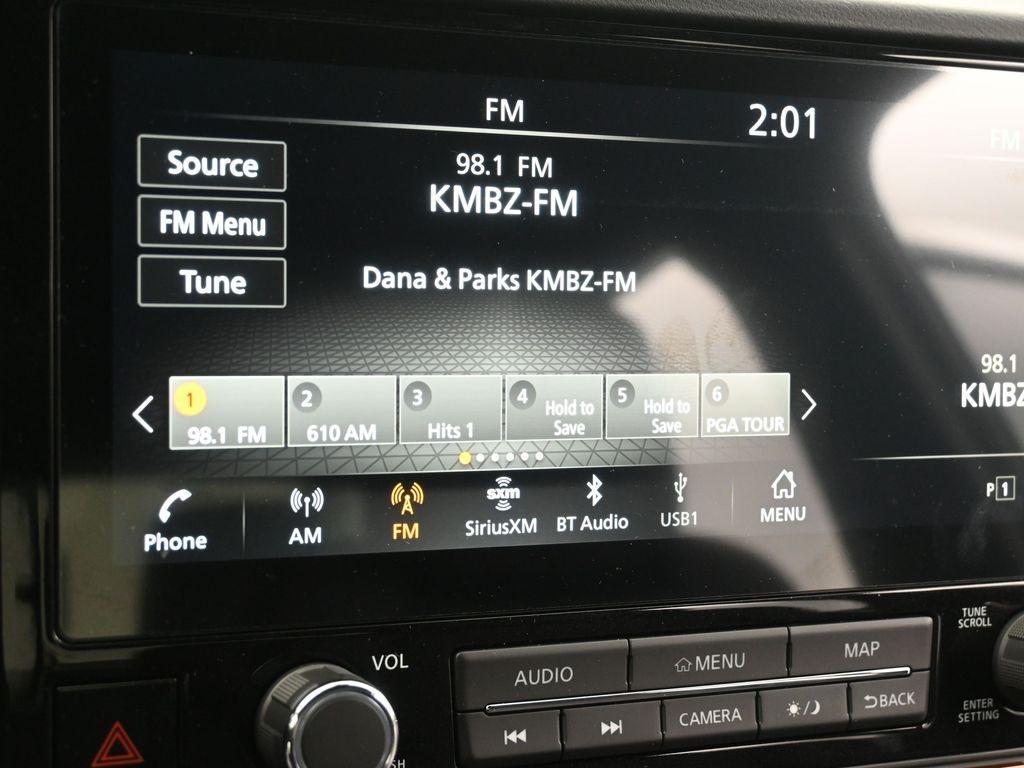 FM
2:01
Source
98.1 FM
KMBZ-FM
FM Menu
Tune
Dana & Parks KMBZ-FM
1
98.1 FM
2
610 AM
3
Hits 1
4
Hold to
Save
5
Hold to
Save
6
PGA TOUR
Phone
AM
FM
sxm
SiriusXM
BT Audio
USB1
MENU
FM
98.1
KMBZ
P 1
VOL
AUDIO
MENU
MAP
CAMERA
BACK
TUNE
SCROLL
ENTER
SETTING